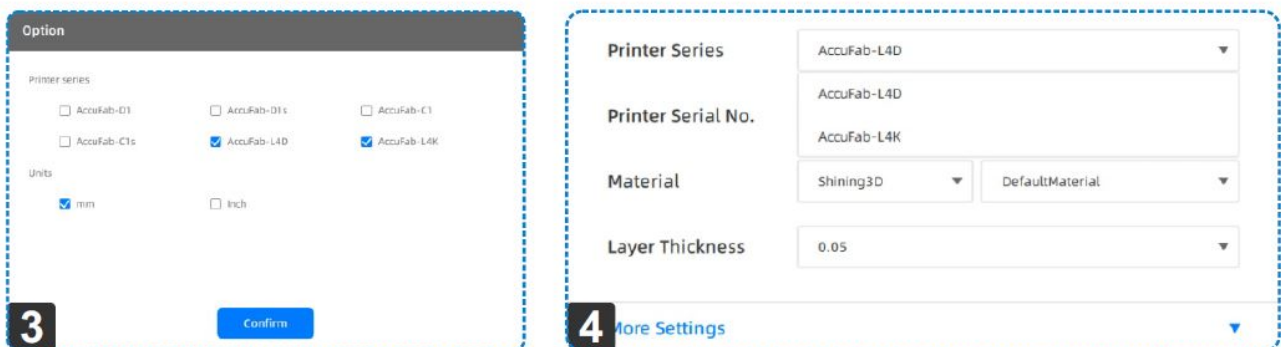 Option
Printer series
AccuFab-D1 AccuFab-D1s AccuFab-C1
AccuFab-C1s AccuFab-L4D AccuFab-L4K
Units
mm Inch
Confirm
3
Printer Series AccuFab-L4D
AccuFab-L4D
Printer Serial No.
AccuFab-L4K
Material Shining3D DefaultMaterial
Layer Thickness 0.05
4
More Settings